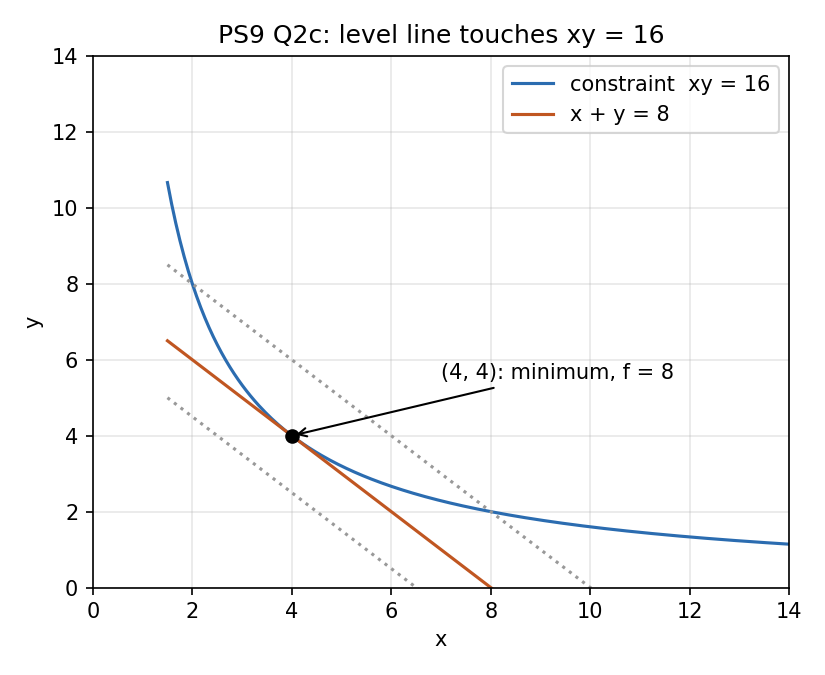 PS9 Q2c: level line touches xy = 16
constraint  xy = 16
x + y = 8
(4, 4): minimum, f = 8
y
14
12
10
8
6
4
2
0
0 2 4 6 8 10 12 14
x